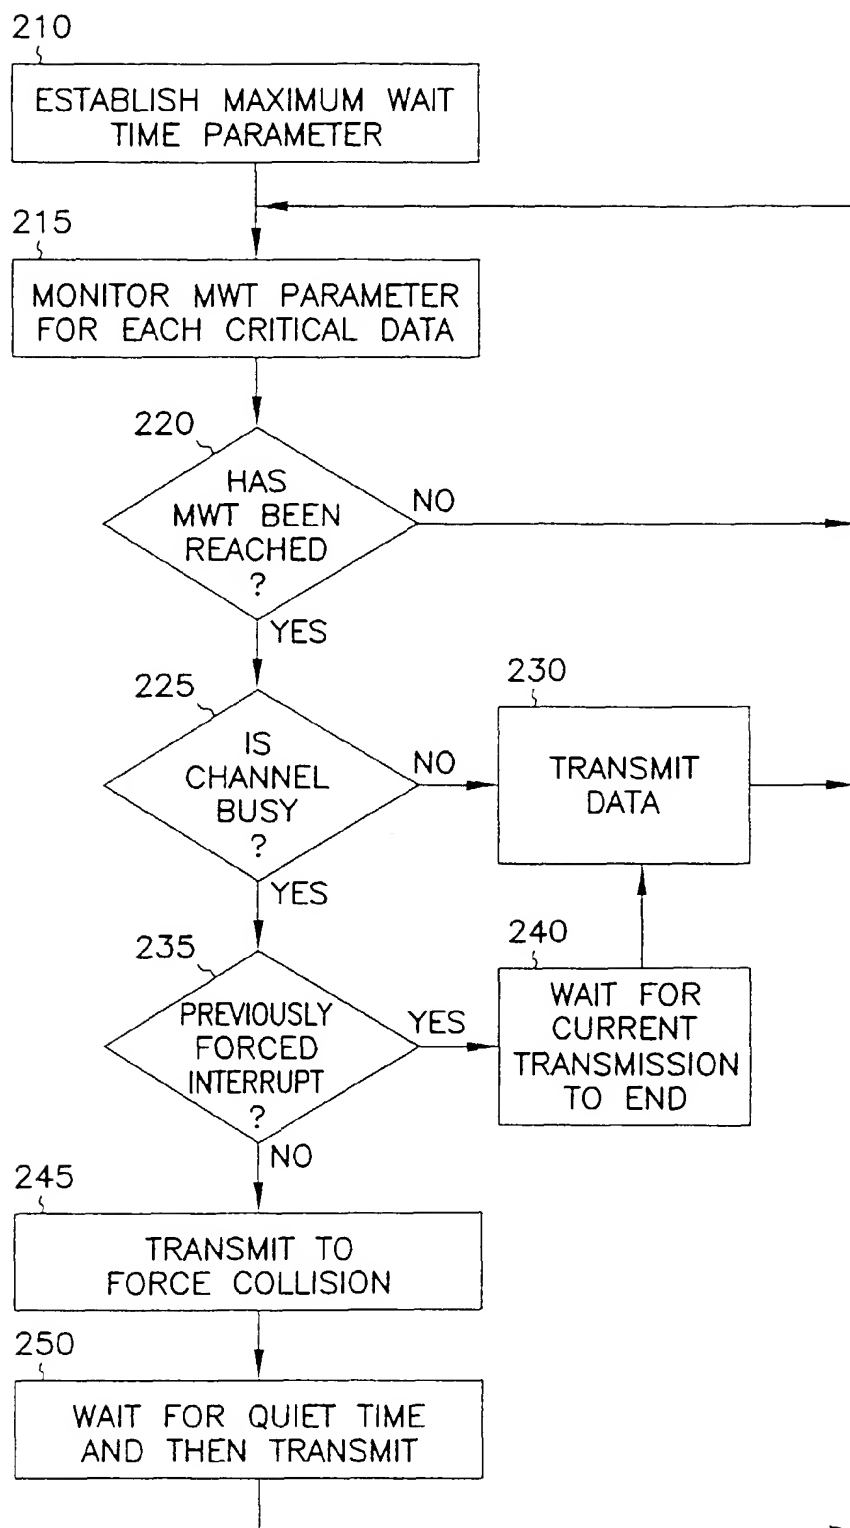 210
ESTABLISH MAXIMUM WAIT
TIME PARAMETER
215
MONITOR MWT PARAMETER
FOR EACH CRITICAL DATA
220
HAS
MWT BEEN
REACHED
?
NO
YES
225
IS
CHANNEL
BUSY
?
NO
230
TRANSMIT
DATA
YES
235
PREVIOUSLY
FORCED
INTERRUPT
?
YES
240
WAIT FOR
CURRENT
TRANSMISSION
TO END
NO
245
TRANSMIT TO
FORCE COLLISION
250
WAIT FOR QUIET TIME
AND THEN TRANSMIT